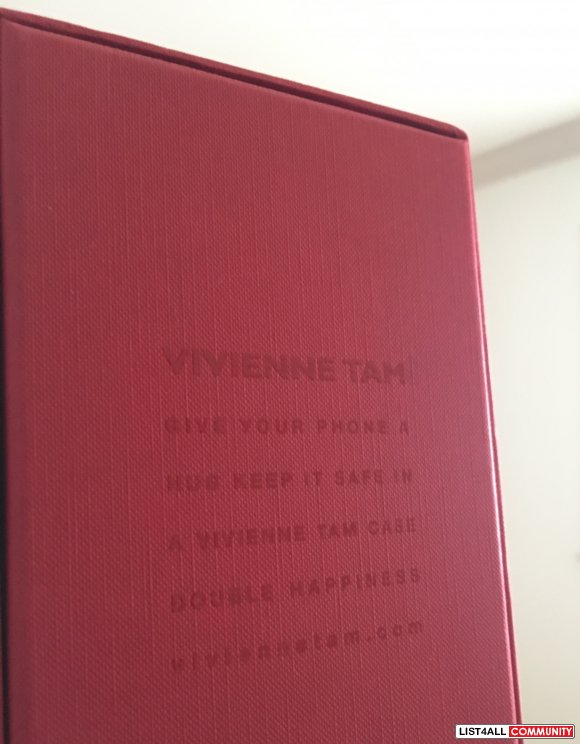 VIVIENNE TAM
GIVE YOUR PHONE A
HUG KEEP IT SAFE IN
A VIVIENNE TAM CASE
DOUBLE HAPPINESS
viviennetam.com
LIST4ALL COMMUNITY